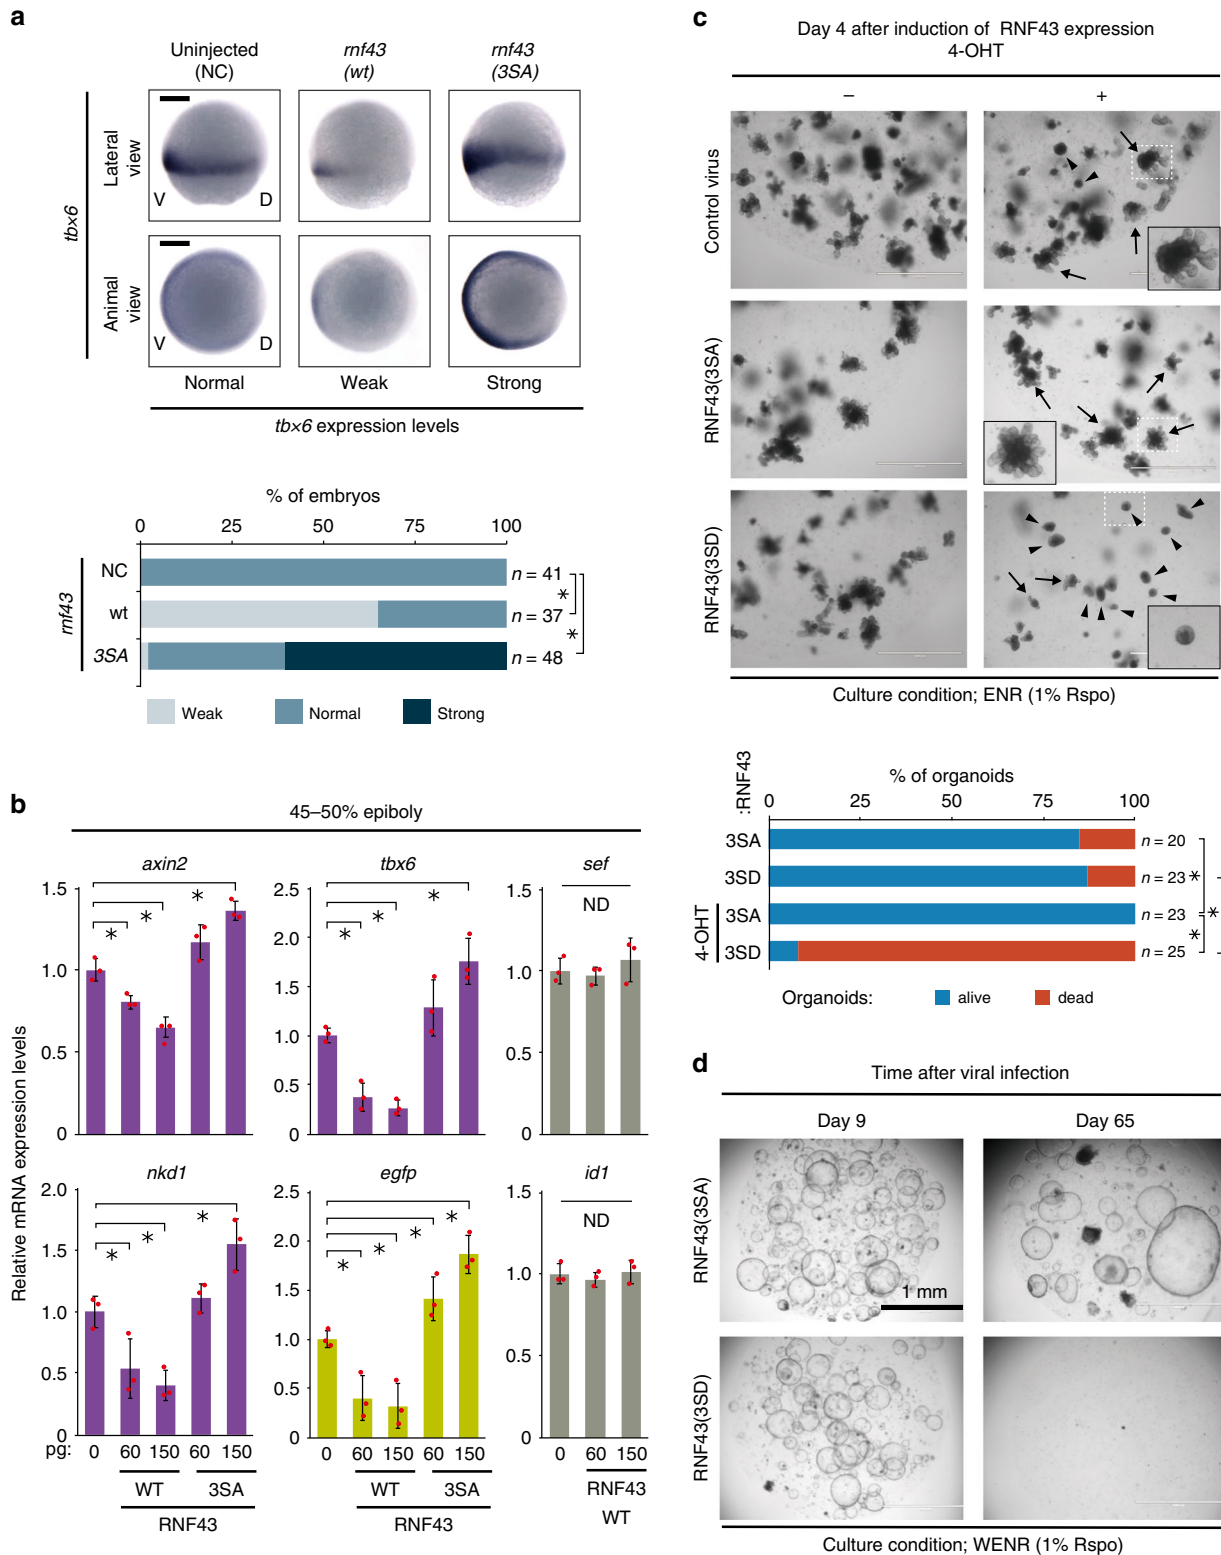 a
Uninjected
(NC)
rnf43
(wt)
rnf43
(3SA)
Lateral
view
V
D
tbx6
Animal
view
V
D
Normal
Weak
Strong
tbx6 expression levels
% of embryos
0
25
50
75
100
rnf43
NC
n = 41
*
wt
n = 37
*
3SA
n = 48
Weak
Normal
Strong
b
45–50% epiboly
Relative mRNA expression levels
axin2
1.5
1.0
0.5
0
*
*
*
tbx6
2.5
2.0
1.5
1.0
0.5
0
*
*
*
sef
1.5
1.0
0.5
0
ND
nkd1
2.0
1.5
1.0
0.5
0
*
*
*
pg:
0
60
150
60
150
WT
3SA
RNF43
egfp
2.5
2.0
1.5
1.0
0.5
0
*
*
*
*
0
60
150
60
150
WT
3SA
RNF43
id1
1.5
1.0
0.5
0
ND
0
60
150
RNF43
WT
c
Day 4 after induction of RNF43 expression
4-OHT
–
+
Control virus
RNF43(3SA)
RNF43(3SD)
Culture condition; ENR (1% Rspo)
:RNF43
% of organoids
0
25
50
75
100
3SA
n = 20
3SD
n = 23
*
4-OHT
3SA
n = 23
*
*
3SD
n = 25
Organoids:
alive
dead
d
Time after viral infection
Day 9
Day 65
RNF43(3SA)
1 mm
RNF43(3SD)
Culture condition; WENR (1% Rspo)